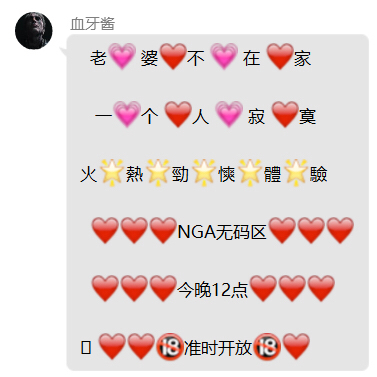 血牙酱
老💗婆❤️不💗在❤️家
一💗个❤️人💗寂❤️寞
火🌟熱🌟勁🌟愩🌟體🌟驗
❤️❤️❤️NGA无码区❤️❤️❤️
❤️❤️❤️今晚12点❤️❤️❤️
▯❤️❤️🔞准时开放🔞❤️